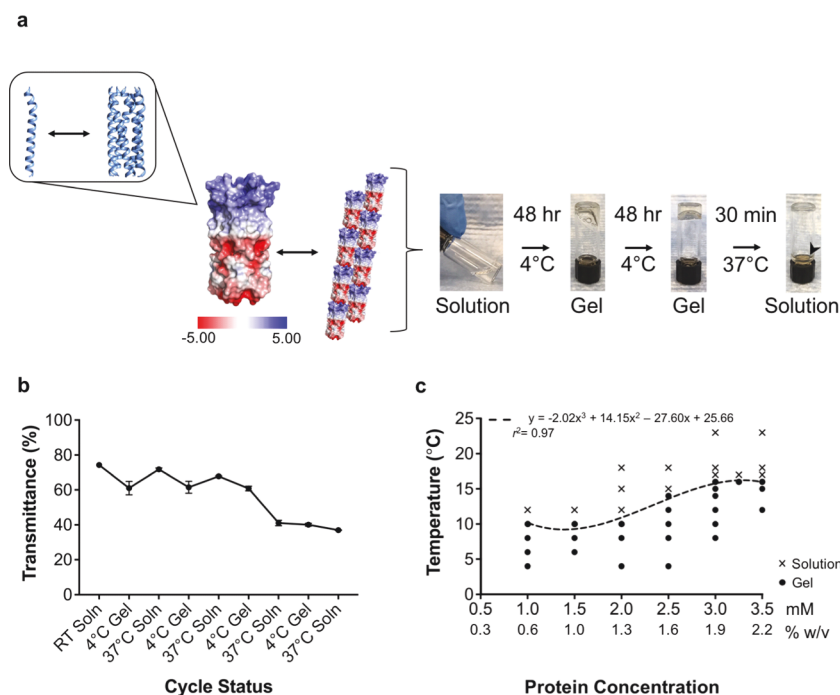 a
48 hr
4°C
48 hr
4°C
30 min
37°C
Solution
Gel
Gel
Solution
-5.00
5.00
b
Transmittance (%)
100
80
60
40
20
0
RT Soln
4°C Gel
37°C Soln
4°C Gel
37°C Soln
4°C Gel
37°C Soln
4°C Gel
37°C Soln
Cycle Status
c
y = -2.02x³ + 14.15x² – 27.60x + 25.66
r²= 0.97
Temperature (°C)
25
20
15
10
5
0
× Solution
● Gel
0.5 1.0 1.5 2.0 2.5 3.0 3.5 mM
0.3 0.6 1.0 1.3 1.6 1.9 2.2 % w/v
Protein Concentration